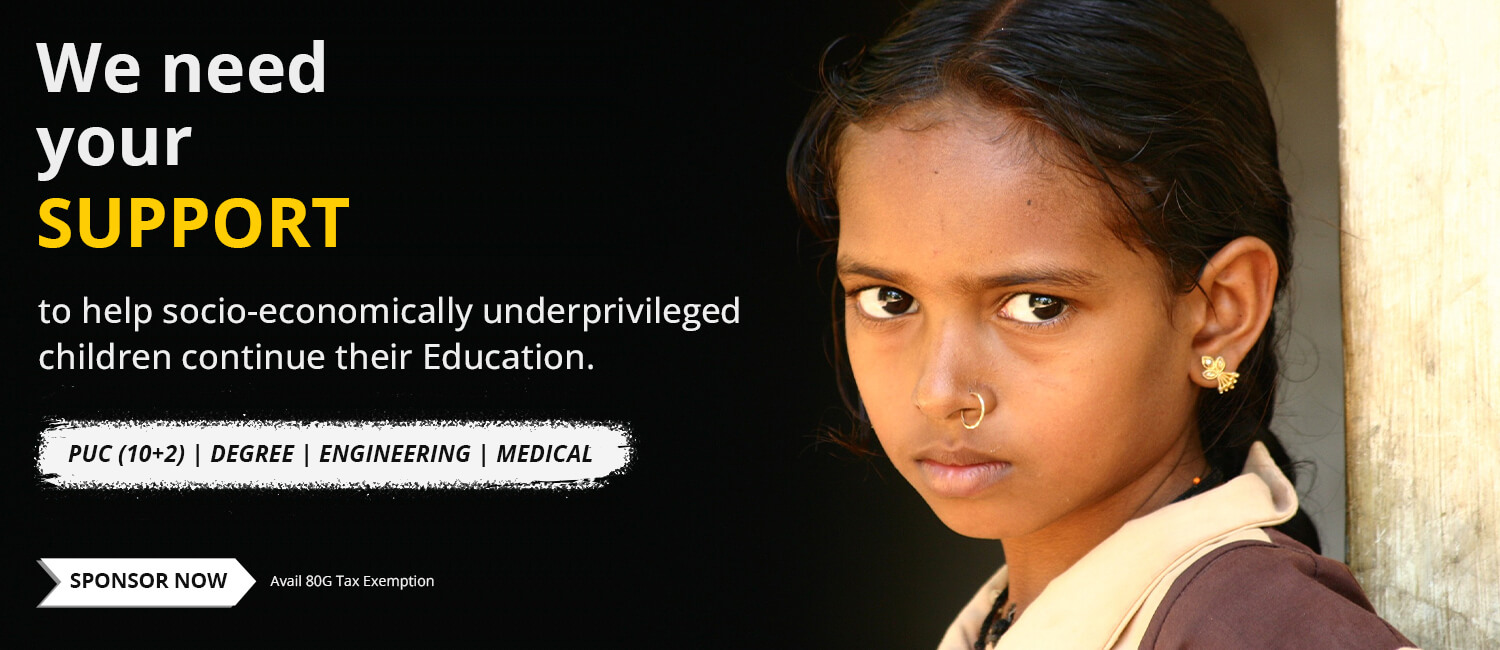 We need
your
SUPPORT
to help socio-economically underprivileged
children continue their Education.
PUC (10+2) | DEGREE | ENGINEERING | MEDICAL
SPONSOR NOW
Avail 80G Tax Exemption